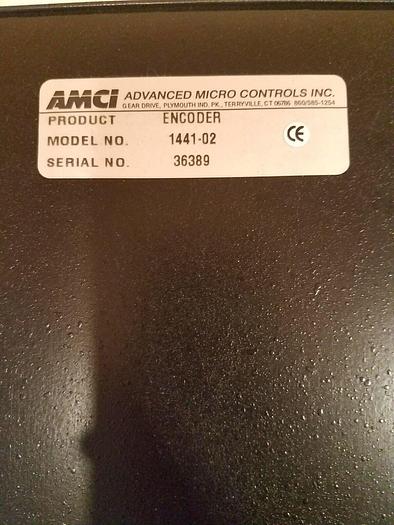 AMCI ADVANCED MICRO CONTROLS INC.
GEAR DRIVE, PLYMOUTH IND. PK., TERRYVILLE, CT 06786 860/585-1254
PRODUCT ENCODER
MODEL NO. 1441-02
CE
SERIAL NO. 36389